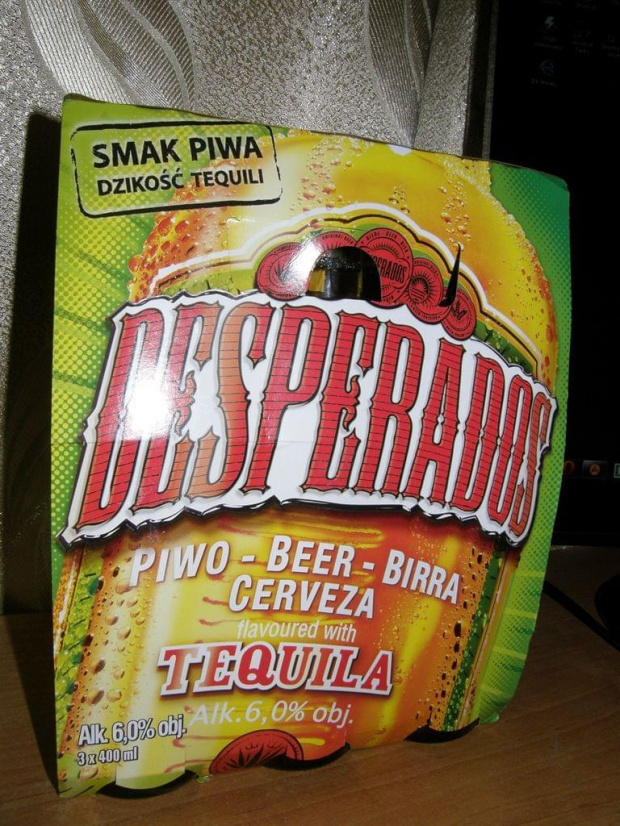 SMAK PIWA
DZIKOŚĆ TEQUILI
DESPERADOS
PIWO - BEER - BIRRA
CERVEZA
flavoured with
TEQUILA
Alk. 6,0% obj.
Alk. 6,0% obj.
3 x 400 ml